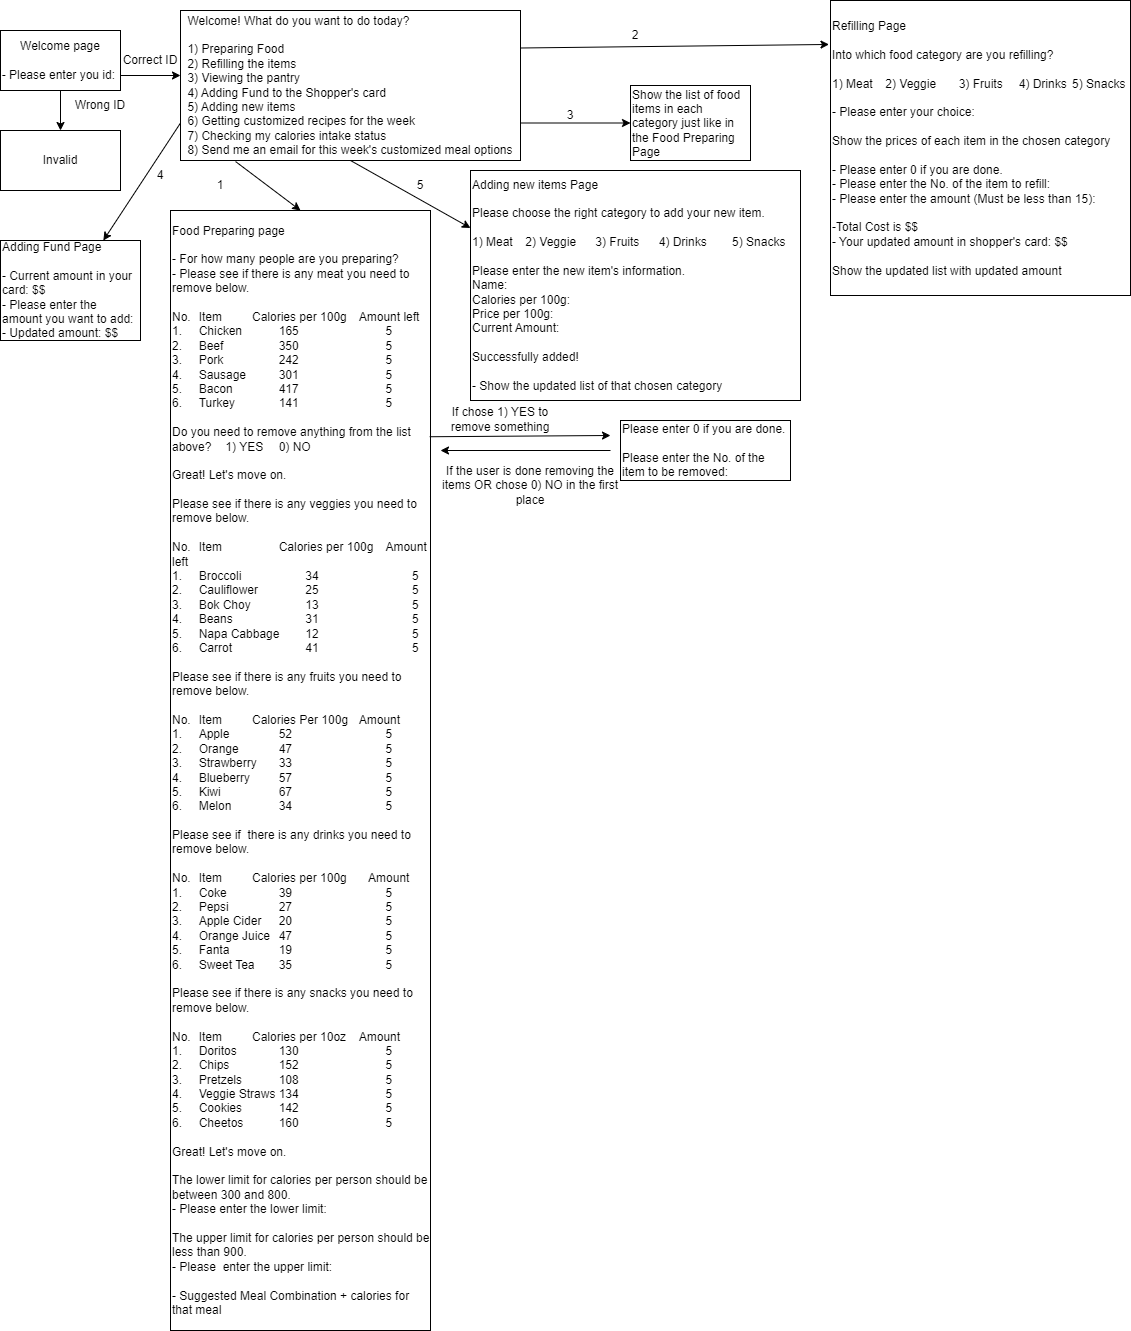 Welcome page
- Please enter you id:
Correct ID
Wrong ID
Invalid
Welcome! What do you want to do today?
1) Preparing Food
2) Refilling the items
3) Viewing the pantry
4) Adding Fund to the Shopper's card
5) Adding new items
6) Getting customized recipes for the week
7) Checking my calories intake status
8) Send me an email for this week's customized meal options
2
3
4
1
5
Refilling Page
Into which food category are you refilling?
1) Meat 2) Veggie 3) Fruits 4) Drinks 5) Snacks
- Please enter your choice:
Show the prices of each item in the chosen category
- Please enter 0 if you are done.
- Please enter the No. of the item to refill:
- Please enter the amount (Must be less than 15):
-Total Cost is $$
- Your updated amount in shopper's card: $$
Show the updated list with updated amount
Show the list of food
items in each
category just like in
the Food Preparing
Page
Adding new items Page
Please choose the right category to add your new item.
1) Meat 2) Veggie 3) Fruits 4) Drinks 5) Snacks
Please enter the new item's information.
Name:
Calories per 100g:
Price per 100g:
Current Amount:
Successfully added!
- Show the updated list of that chosen category
Adding Fund Page
- Current amount in your
card: $$
- Please enter the
amount you want to add:
- Updated amount: $$
Food Preparing page
- For how many people are you preparing?
- Please see if there is any meat you need to
remove below.
No. Item Calories per 100g Amount left
1. Chicken 165 5
2. Beef 350 5
3. Pork 242 5
4. Sausage 301 5
5. Bacon 417 5
6. Turkey 141 5
Do you need to remove anything from the list
above? 1) YES 0) NO
Great! Let's move on.
Please see if there is any veggies you need to
remove below.
No. Item Calories per 100g Amount
left
1. Broccoli 34 5
2. Cauliflower 25 5
3. Bok Choy 13 5
4. Beans 31 5
5. Napa Cabbage 12 5
6. Carrot 41 5
Please see if there is any fruits you need to
remove below.
No. Item Calories Per 100g Amount
1. Apple 52 5
2. Orange 47 5
3. Strawberry 33 5
4. Blueberry 57 5
5. Kiwi 67 5
6. Melon 34 5
Please see if there is any drinks you need to
remove below.
No. Item Calories per 100g Amount
1. Coke 39 5
2. Pepsi 27 5
3. Apple Cider 20 5
4. Orange Juice 47 5
5. Fanta 19 5
6. Sweet Tea 35 5
Please see if there is any snacks you need to
remove below.
No. Item Calories per 10oz Amount
1. Doritos 130 5
2. Chips 152 5
3. Pretzels 108 5
4. Veggie Straws 134 5
5. Cookies 142 5
6. Cheetos 160 5
Great! Let's move on.
The lower limit for calories per person should be
between 300 and 800.
- Please enter the lower limit:
The upper limit for calories per person should be
less than 900.
- Please enter the upper limit:
- Suggested Meal Combination + calories for
that meal
If chose 1) YES to
remove something
If the user is done removing the
items OR chose 0) NO in the first
place
Please enter 0 if you are done.
Please enter the No. of the
item to be removed: